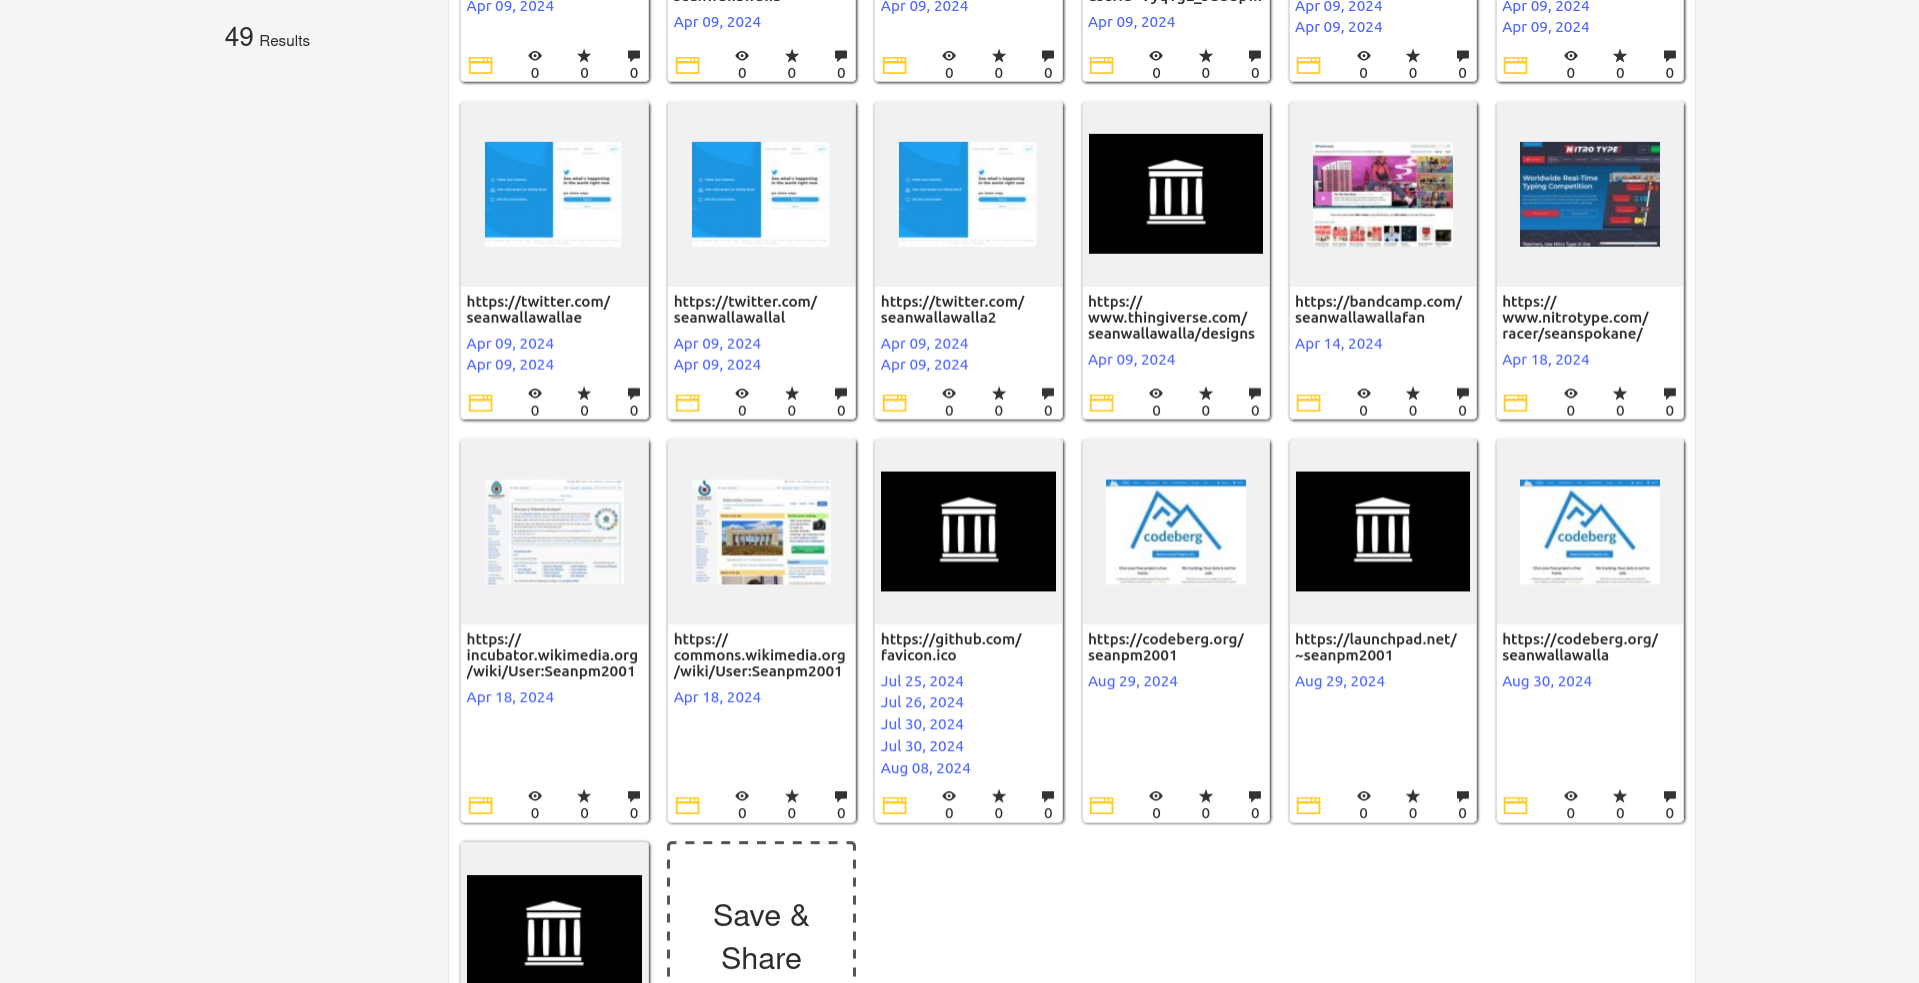 49 Results
Apr 09, 2024
Apr 09, 2024
Apr 09, 2024
Apr 09, 2024
Apr 09, 2024
Apr 09, 2024
Apr 09, 2024
Apr 09, 2024
0 0 0
0 0 0
0 0 0
0 0 0
0 0 0
0 0 0
https://twitter.com/
seanwallawallae
Apr 09, 2024
Apr 09, 2024
0 0 0
https://twitter.com/
seanwallawallal
Apr 09, 2024
Apr 09, 2024
0 0 0
https://twitter.com/
seanwallawalla2
Apr 09, 2024
Apr 09, 2024
0 0 0
https://
www.thingiverse.com/
seanwallawalla/designs
Apr 09, 2024
0 0 0
https://bandcamp.com/
seanwallawallafan
Apr 14, 2024
0 0 0
NITRO TYPE
Worldwide Real-Time
Typing Competition
https://
www.nitrotype.com/
racer/seanspokane/
Apr 18, 2024
0 0 0
https://
incubator.wikimedia.org
/wiki/User:Seanpm2001
Apr 18, 2024
0 0 0
https://
commons.wikimedia.org
/wiki/User:Seanpm2001
Apr 18, 2024
0 0 0
https://github.com/
favicon.ico
Jul 25, 2024
Jul 26, 2024
Jul 30, 2024
Jul 30, 2024
Aug 08, 2024
0 0 0
codeberg
https://codeberg.org/
seanpm2001
Aug 29, 2024
0 0 0
https://launchpad.net/
~seanpm2001
Aug 29, 2024
0 0 0
codeberg
https://codeberg.org/
seanwallawalla
Aug 30, 2024
0 0 0
Save &
Share